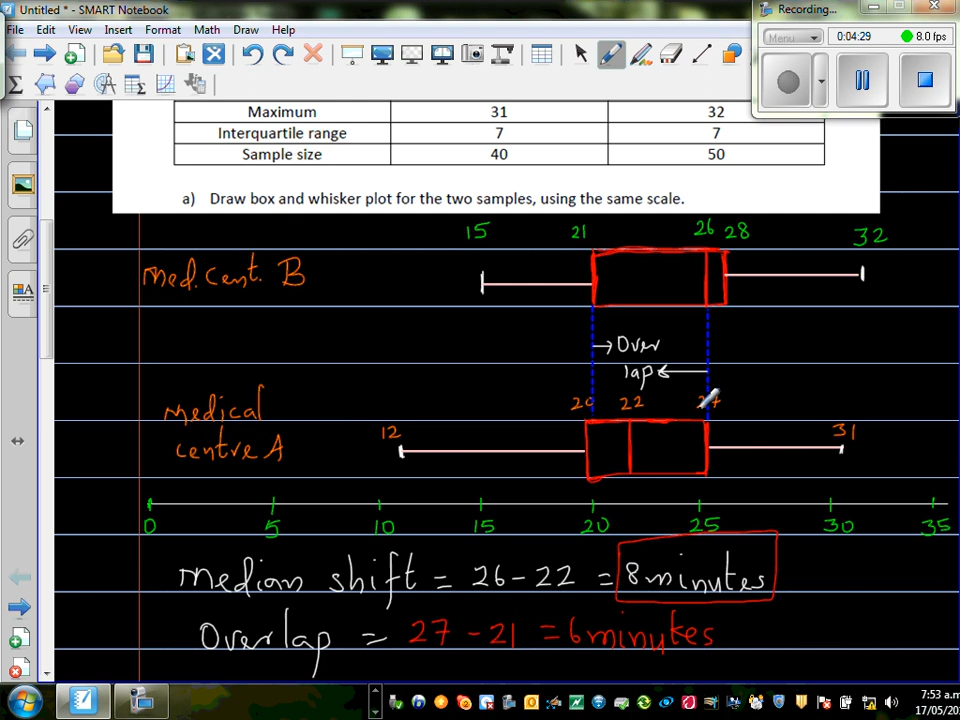 Untitled * - SMART Notebook
Recording...
File Edit View Insert Format Math Draw Help
Menu
0:04:29
8.0 fps
Maximum 31 32
Interquartile range 7 7
Sample size 40 50
a) Draw box and whisker plot for the two samples, using the same scale.
15 21 26 28 32
Med. Cent. B
→ Over
lap ←
20 22 27
12 31
Medical
centre A
0 5 10 15 20 25 30 35
Median shift = 26 - 22 = 8 minutes
Overlap = 27 - 21 = 6 minutes
7:53 a.m
17/05/20